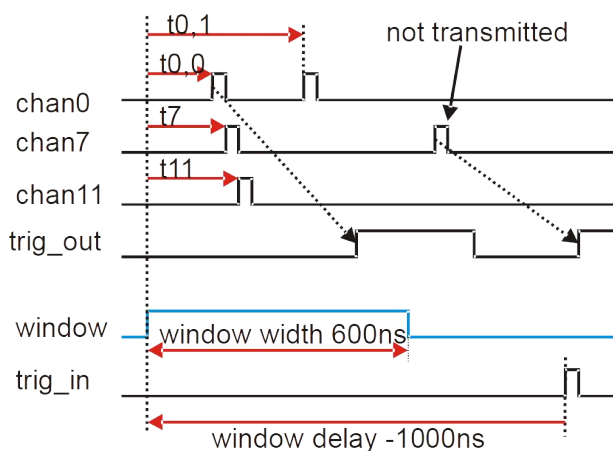 t0,1
not transmitted
t0,0
chan0
t7
chan7
t11
chan11
trig_out
window
window width 600ns
trig_in
window delay -1000ns